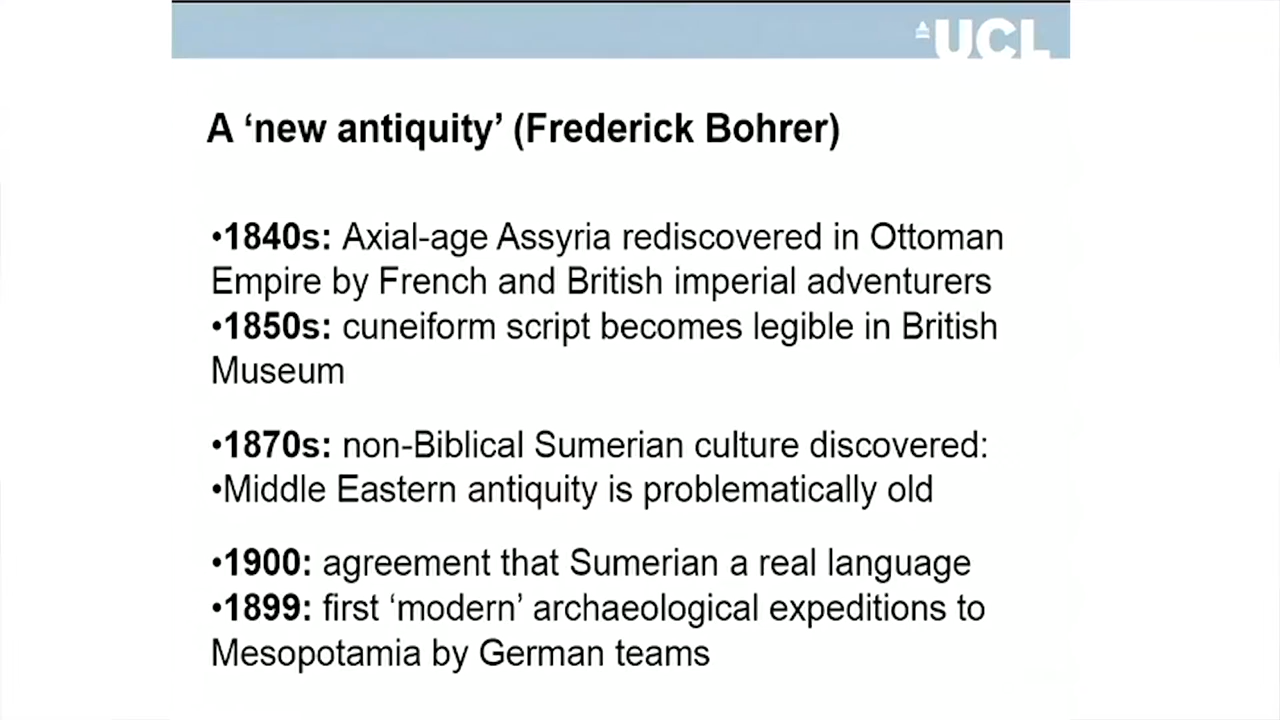 UCL
A ‘new antiquity’ (Frederick Bohrer)
•1840s: Axial-age Assyria rediscovered in Ottoman
Empire by French and British imperial adventurers
•1850s: cuneiform script becomes legible in British
Museum
•1870s: non-Biblical Sumerian culture discovered:
•Middle Eastern antiquity is problematically old
•1900: agreement that Sumerian a real language
•1899: first ‘modern’ archaeological expeditions to
Mesopotamia by German teams